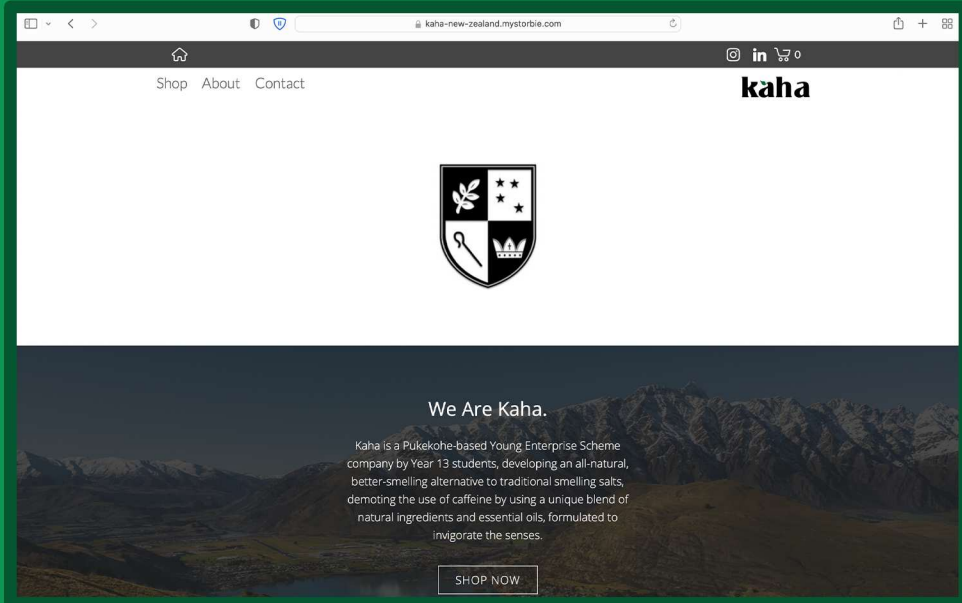 kaha-new-zealand.mystorbie.com
0
Shop About Contact
kaha
We Are Kaha.
Kaha is a Pukekohe-based Young Enterprise Scheme
company by Year 13 students, developing an all-natural,
better-smelling alternative to traditional smelling salts,
demoting the use of caffeine by using a unique blend of
natural ingredients and essential oils, formulated to
invigorate the senses.
SHOP NOW